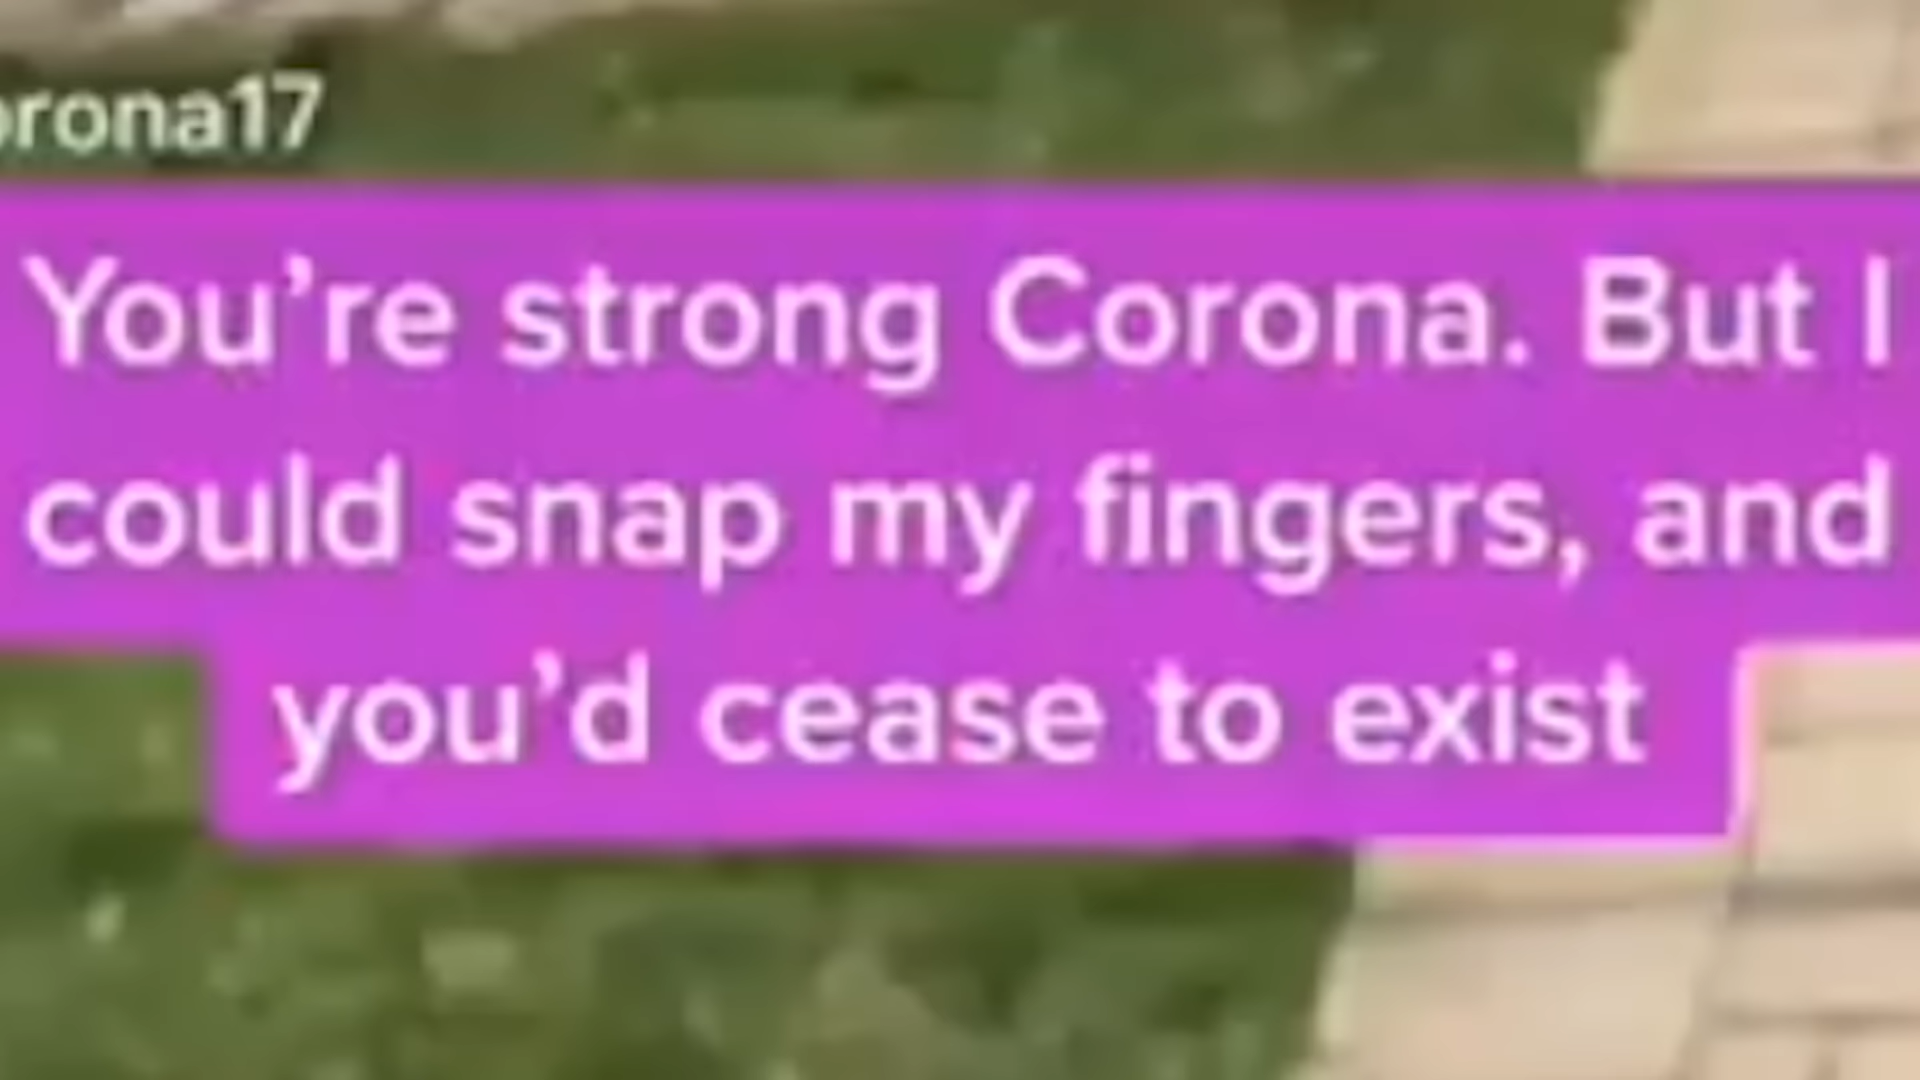 orona17
You’re strong Corona. But I
could snap my fingers, and
you’d cease to exist